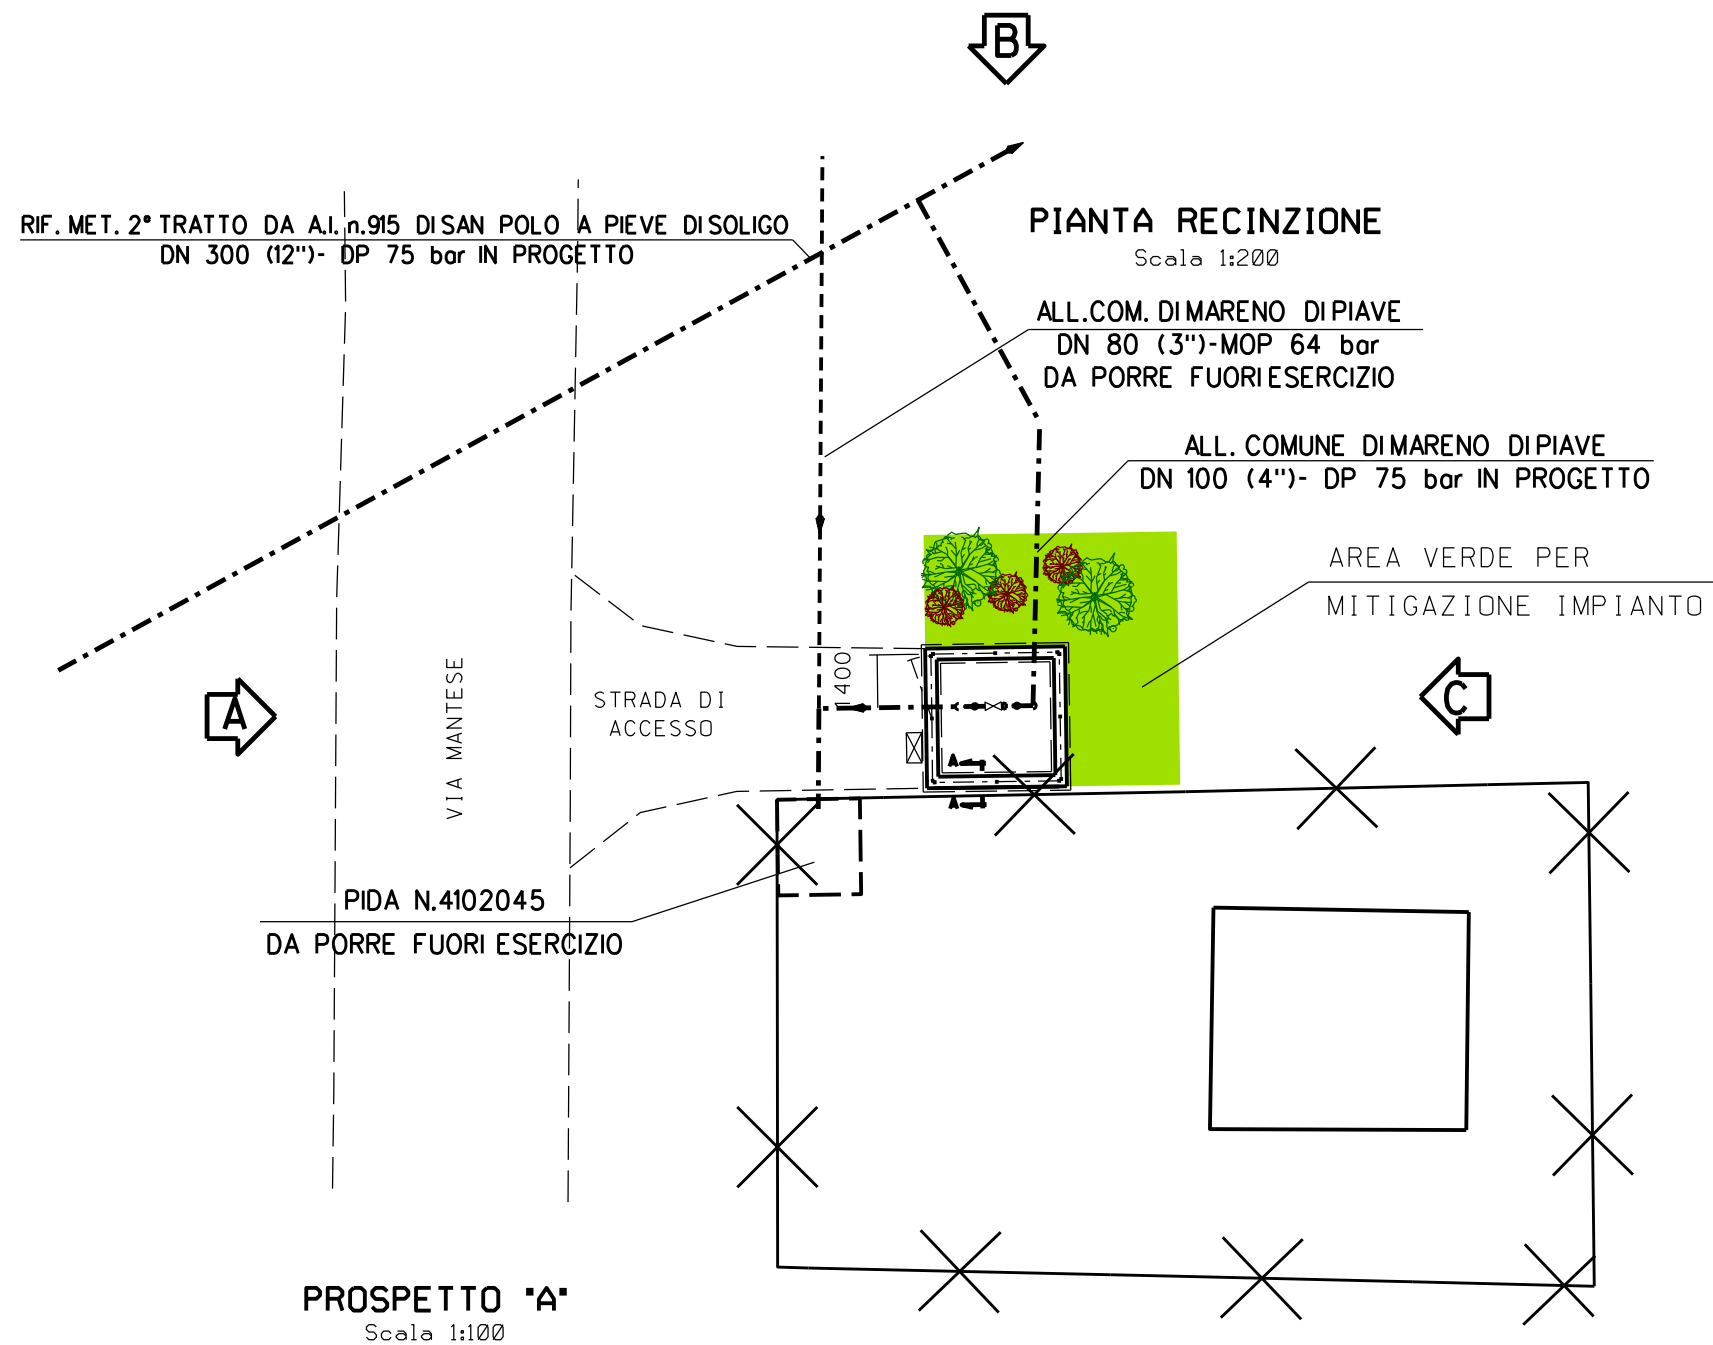 B
RIF. MET. 2° TRATTO DA A.I. n.915 DI SAN POLO A PIEVE DI SOLIGO
DN 300 (12")- DP 75 bar IN PROGETTO
PIANTA RECINZIONE
Scala 1:200
ALL.COM. DI MARENO DI PIAVE
DN 80 (3")-MOP 64 bar
DA PORRE FUORI ESERCIZIO
ALL. COMUNE DI MARENO DI PIAVE
DN 100 (4")- DP 75 bar IN PROGETTO
AREA VERDE PER
MITIGAZIONE IMPIANTO
A
VIA MANTESE
STRADA DI
ACCESSO
1400
C
A
A
PIDA N.4102045
DA PORRE FUORI ESERCIZIO
PROSPETTO "A"
Scala 1:100